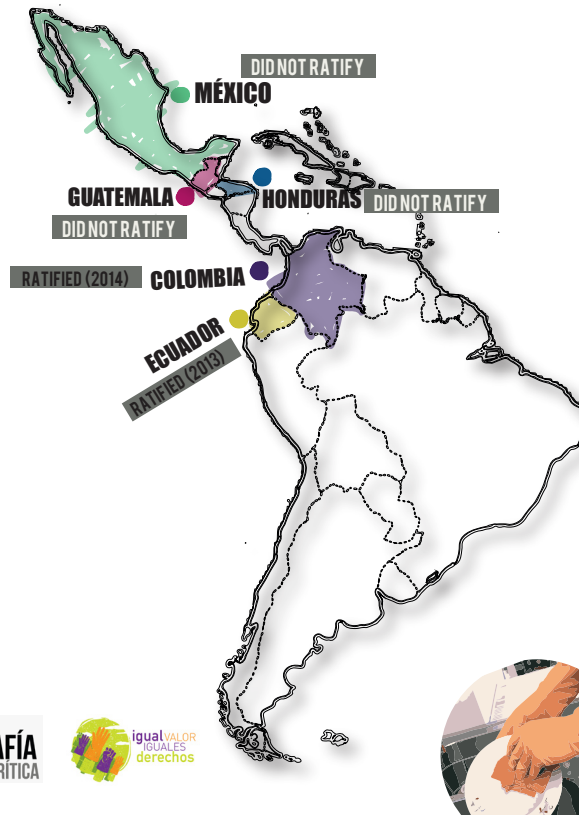 DID NOT RATIFY
MÉXICO
GUATEMALA
HONDURAS
DID NOT RATIFY
DID NOT RATIFY
RATIFIED (2014)
COLOMBIA
ECUADOR
RATIFIED (2013)
AFÍA
RÍTICA
igual VALOR
IGUALES
derechos